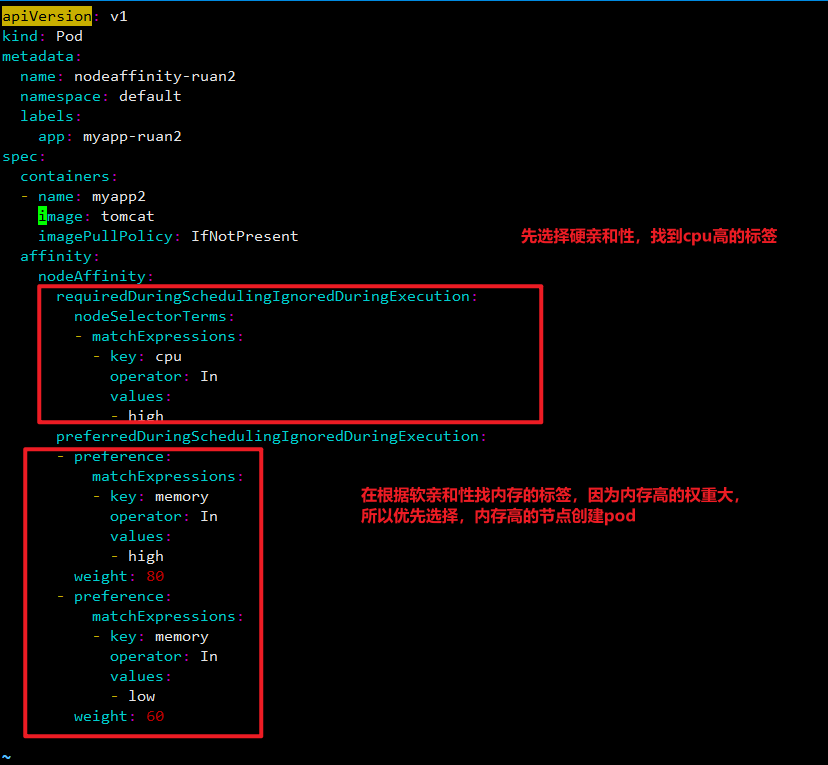 apiVersion: v1
kind: Pod
metadata:
  name: nodeaffinity-ruan2
  namespace: default
  labels:
    app: myapp-ruan2
spec:
  containers:
  - name: myapp2
    image: tomcat
    imagePullPolicy: IfNotPresent
先选择硬亲和性，找到cpu高的标签
  affinity:
    nodeAffinity:
      requiredDuringSchedulingIgnoredDuringExecution:
        nodeSelectorTerms:
        - matchExpressions:
          - key: cpu
            operator: In
            values:
            - high
      preferredDuringSchedulingIgnoredDuringExecution:
      - preference:
          matchExpressions:
          - key: memory
            operator: In
            values:
            - high
        weight: 80
在根据软亲和性找内存的标签，因为内存高的权重大，
所以优先选择，内存高的节点创建pod
      - preference:
          matchExpressions:
          - key: memory
            operator: In
            values:
            - low
        weight: 60
~